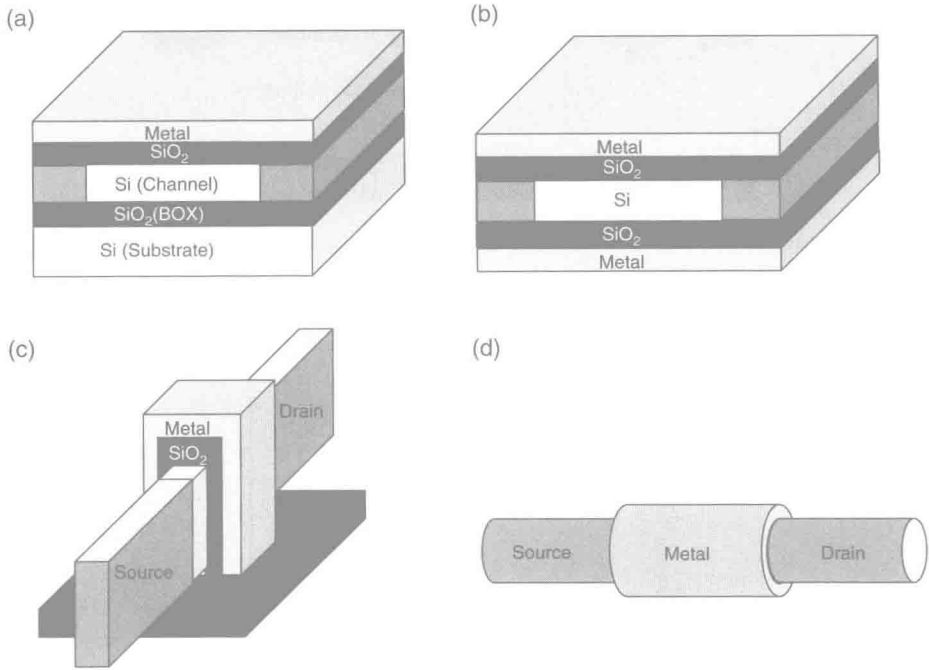 (a)
Metal
SiO₂
Si (Channel)
SiO₂(BOX)
Si (Substrate)
(b)
Metal
SiO₂
Si
SiO₂
Metal
(c)
Drain
Metal
SiO₂
Source
(d)
Source Metal Drain